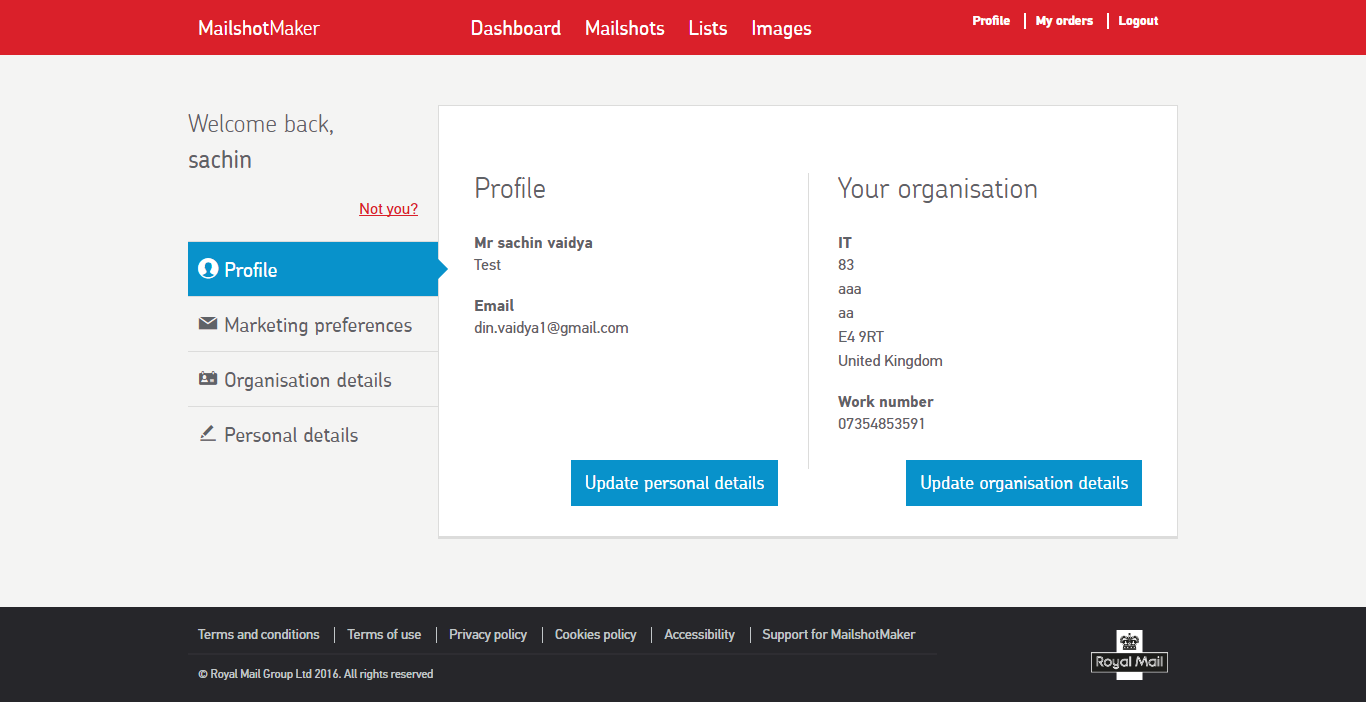 MailshotMaker
Dashboard Mailshots Lists Images
Profile My orders Logout
Welcome back,
sachin
Not you?
Profile
Marketing preferences
Organisation details
Personal details
Profile
Mr sachin vaidya
Test
Email
din.vaidya1@gmail.com
Update personal details
Your organisation
IT
83
aaa
aa
E4 9RT
United Kingdom
Work number
07354853591
Update organisation details
Terms and conditions Terms of use Privacy policy Cookies policy Accessibility Support for MailshotMaker
© Royal Mail Group Ltd 2016. All rights reserved
Royal Mail